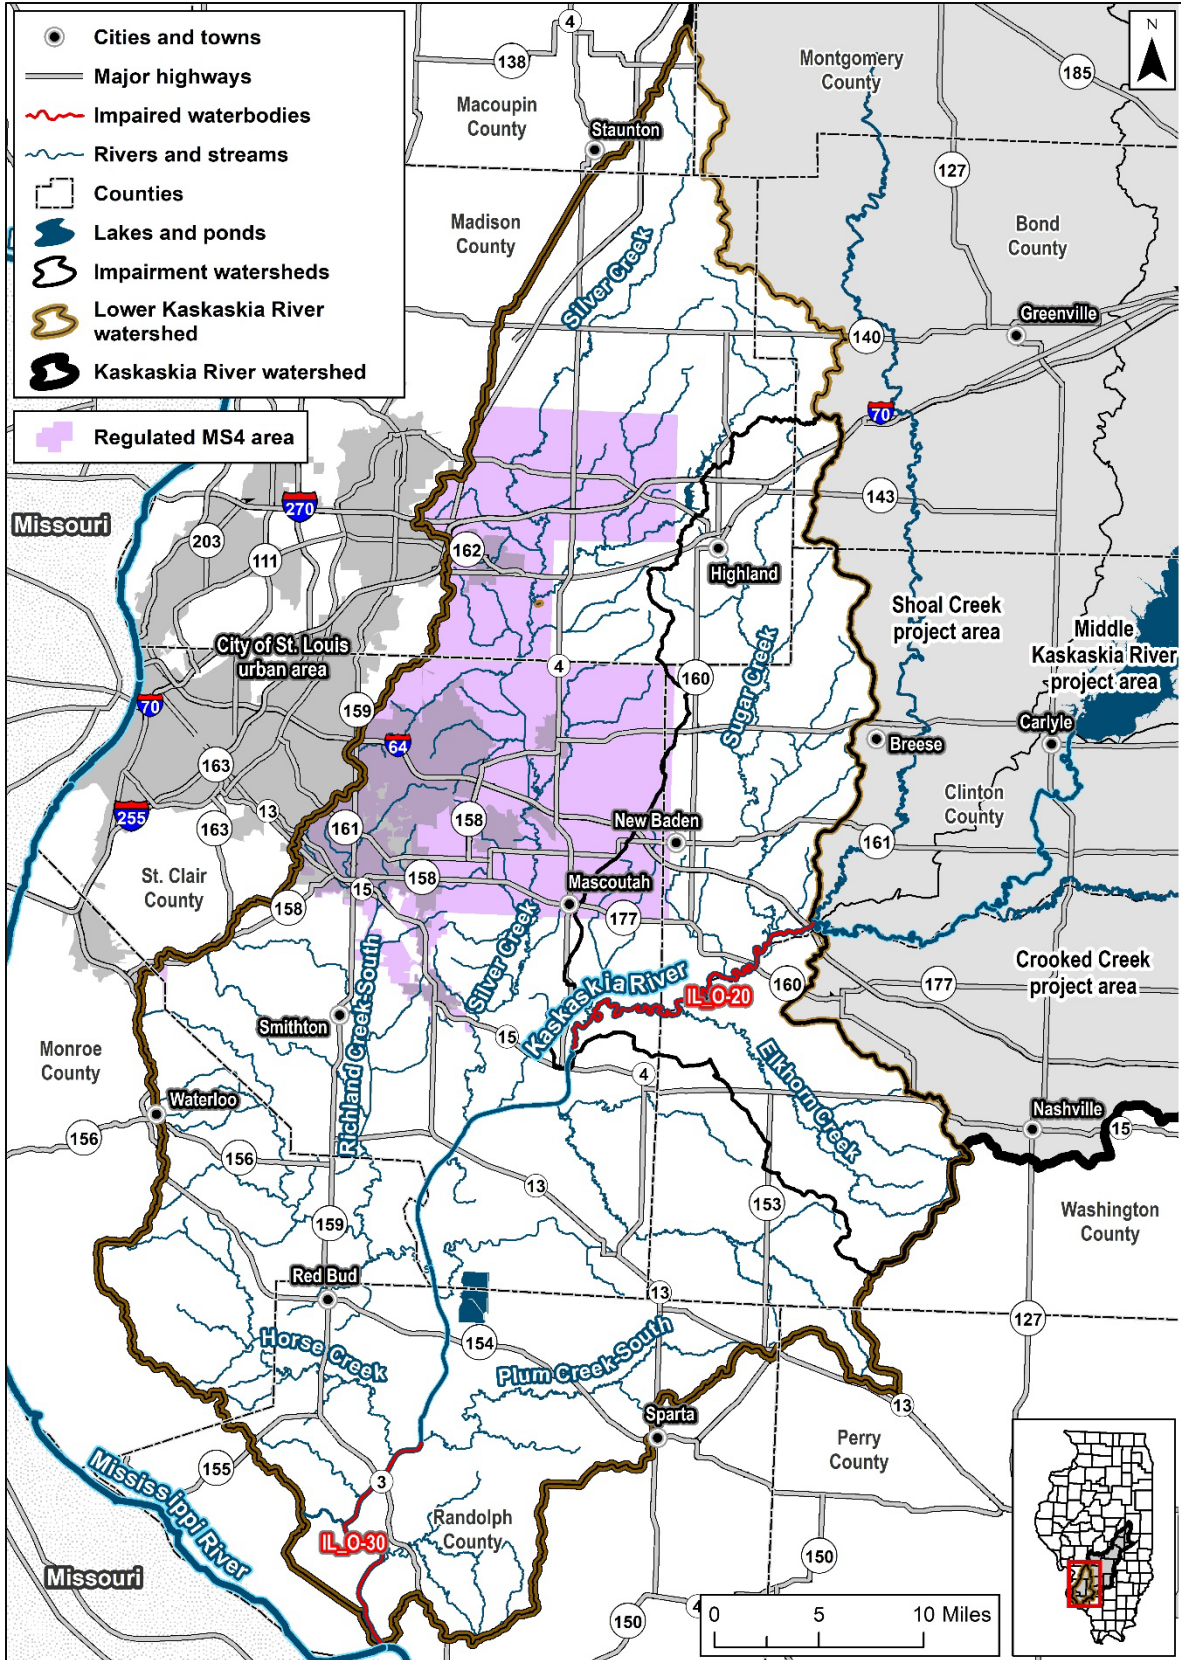 Cities and towns
Major highways
Impaired waterbodies
Rivers and streams
Counties
Lakes and ponds
Impairment watersheds
Lower Kaskaskia River
watershed
Kaskaskia River watershed
Regulated MS4 area
N
4
138
Macoupin
County
Staunton
Montgomery
County
185
127
Madison
County
Bond
County
Silver Creek
Greenville
140
70
143
Missouri
270
203
111
162
Highland
Shoal Creek
project area
Middle
Kaskaskia River
project area
City of St. Louis
urban area
4
160
Sugar Creek
159
70
64
Carlyle
Breese
163
Clinton
County
255
13
163
161
158
New Baden
161
St. Clair
County
158
15
Mascoutah
158
177
Silver Creek
Richland Creek-South
Crooked Creek
project area
177
160
IL_O-20
Kaskaskia River
Smithton
15
Monroe
County
4
Elkhorn Creek
Waterloo
Nashville
15
156
156
13
153
Washington
County
159
Red Bud
13
127
154
Horse Creek
Plum Creek-South
Sparta
13
Perry
County
155
3
Mississippi River
Randolph
County
IL_O-30
Missouri
150
150
4
0 5 10 Miles